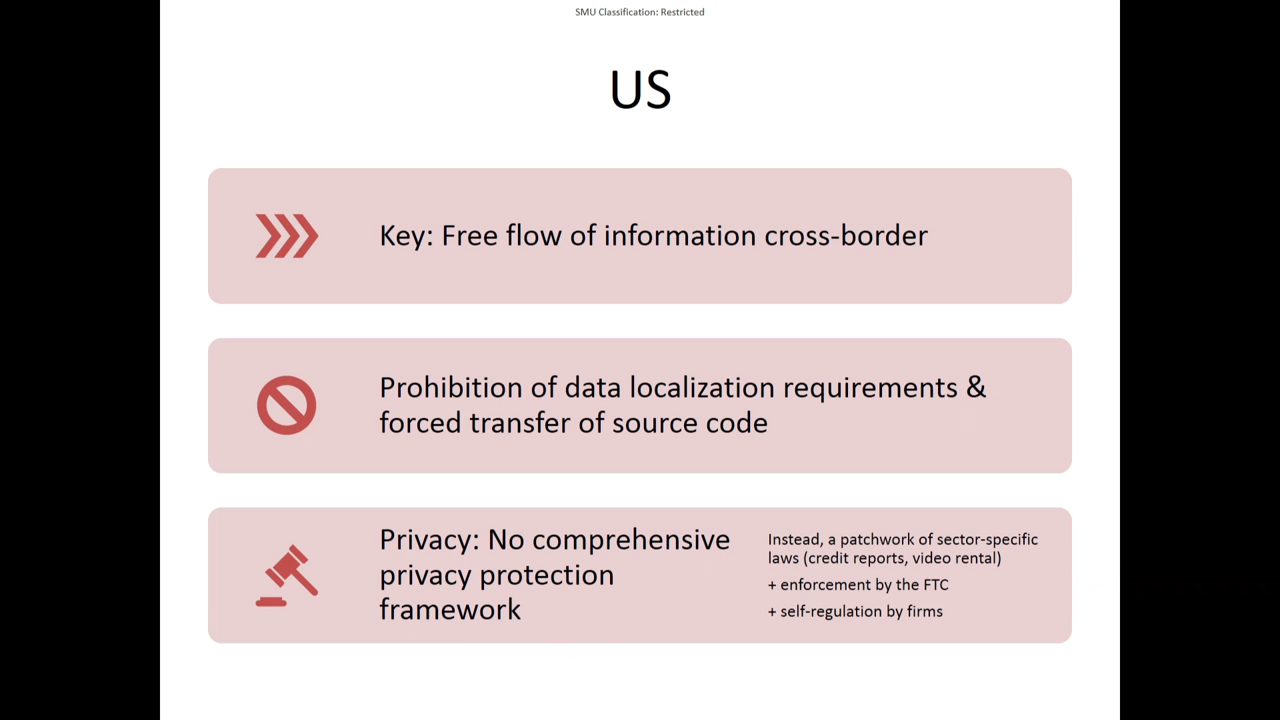 SMU Classification: Restricted
US
Key: Free flow of information cross-border
Prohibition of data localization requirements &
forced transfer of source code
Privacy: No comprehensive
privacy protection
framework
Instead, a patchwork of sector-specific
laws (credit reports, video rental)
+ enforcement by the FTC
+ self-regulation by firms